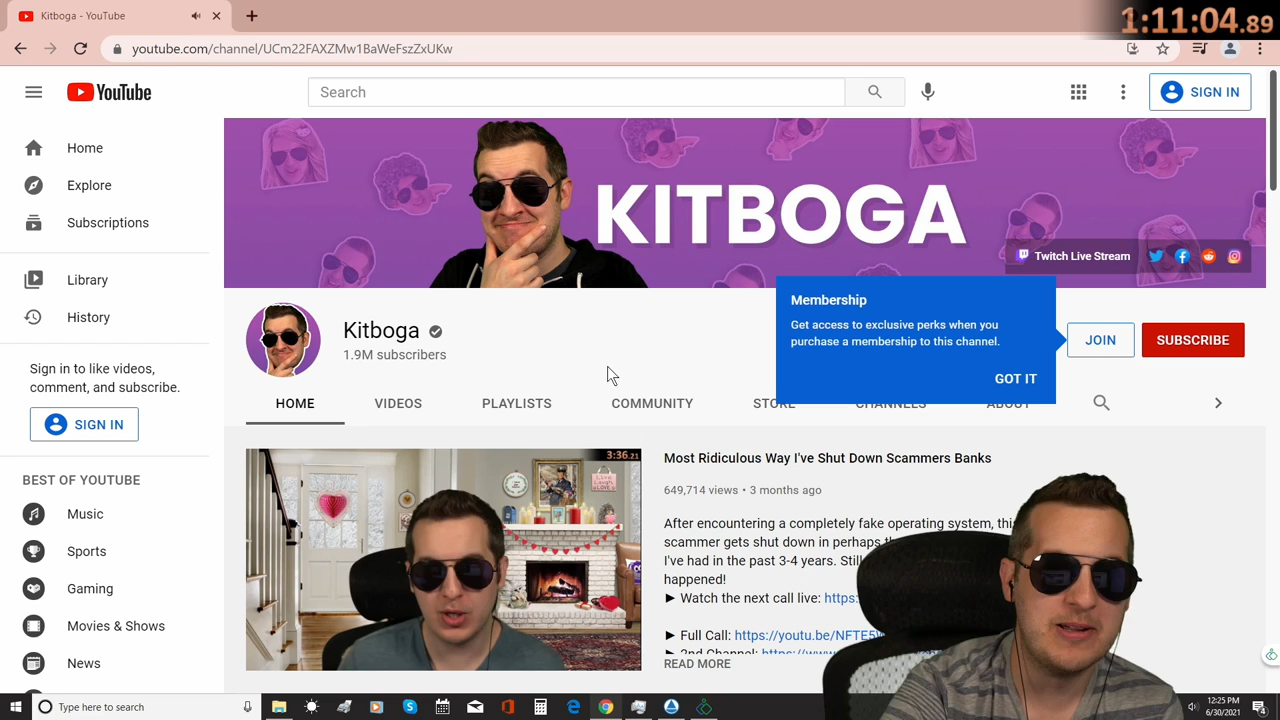 Kitboga - YouTube
1:11:04.89
youtube.com/channel/UCm22FAXZMw1BaWeFszZxUKw
YouTube
Search
SIGN IN
Home
Explore
Subscriptions
Library
History
Sign in to like videos,
comment, and subscribe.
SIGN IN
BEST OF YOUTUBE
Music
Sports
Gaming
Movies & Shows
News
KITBOGA
Twitch Live Stream
Kitboga
1.9M subscribers
Membership
Get access to exclusive perks when you
purchase a membership to this channel.
GOT IT
JOIN
SUBSCRIBE
HOME
VIDEOS
PLAYLISTS
COMMUNITY
STORE
CHANNELS
ABOUT
3:36.21
Most Ridiculous Way I've Shut Down Scammers Banks
649,714 views • 3 months ago
After encountering a completely fake operating system,
scammer gets shut down in perhaps
I've had in the past 3-4 years.
happened!
► Watch the next call live: https:
► Full Call: https://youtu.be/NFTE5
► 2nd Channel:
READ MORE
Type here to search
12:25 PM
6/30/2021